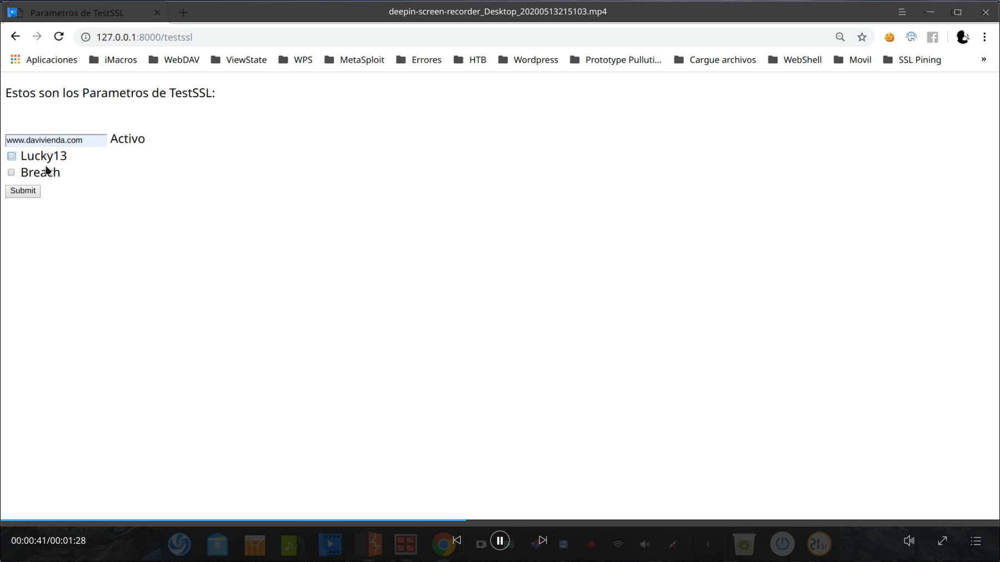 Parametros de TestSSL
deepin-screen-recorder_Desktop_20200513215103.mp4
127.0.0.1:8000/testssl
Aplicaciones iMacros WebDAV ViewState WPS MetaSploit Errores HTB Wordpress Prototype Pulluti... Cargue archivos WebShell Movil SSL Pining »
Estos son los Parametros de TestSSL:
www.davivienda.com Activo
Lucky13
Breach
Submit
00:00:41/00:01:28